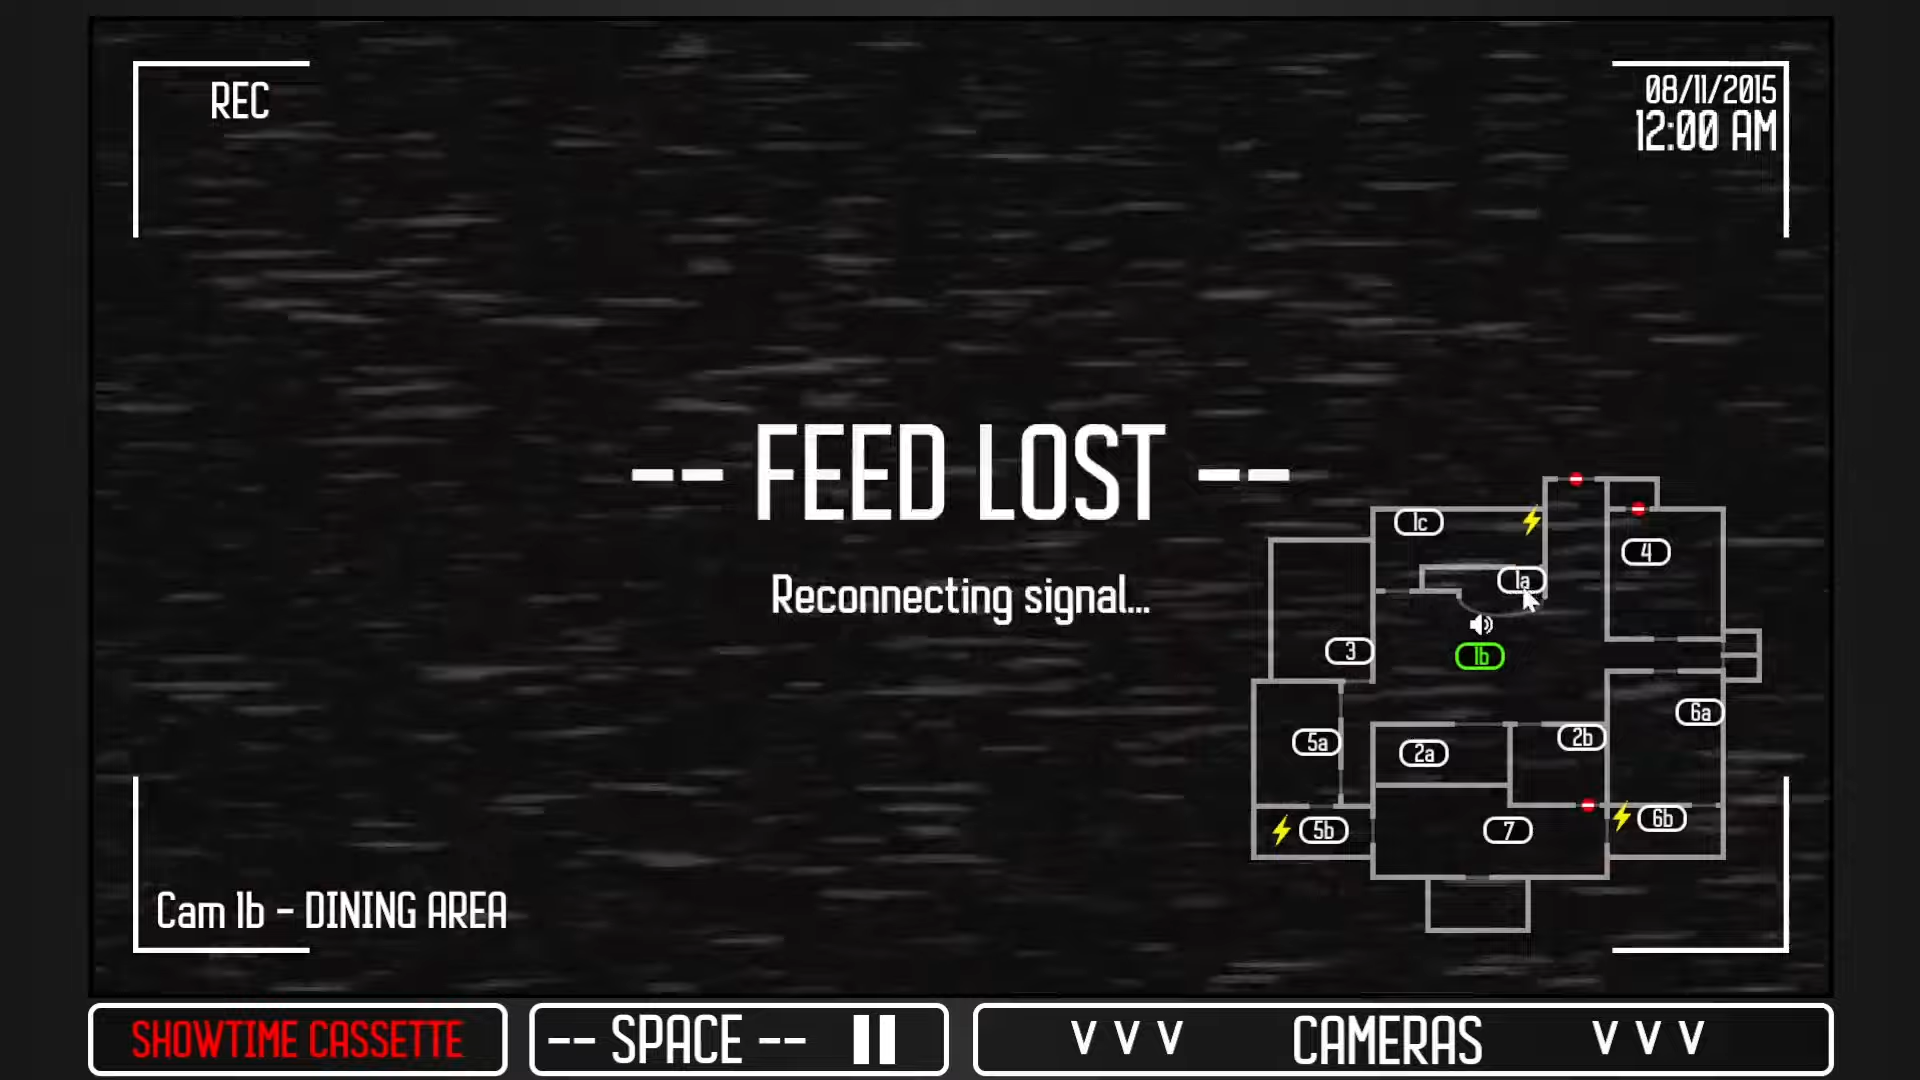 REC
08/11/2015
12:00 AM
-- FEED LOST --
Reconnecting signal...
1c
1a
4
3
1b
6a
5a
2a
2b
5b
7
6b
Cam 1b - DINING AREA
SHOWTIME CASSETTE
-- SPACE --
V V V CAMERAS V V V